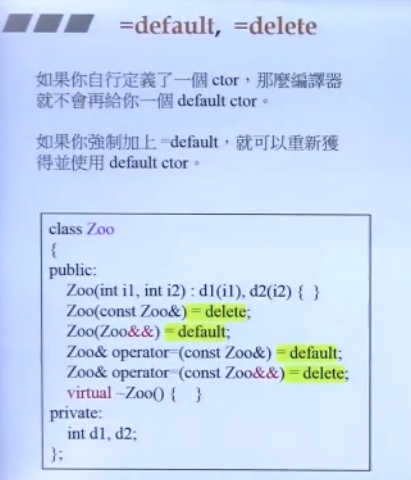 =default, =delete
如果你自行定義了一個 ctor，那麼編譯器
就不會再給你一個 default ctor。
如果你強制加上 =default，就可以重新獲
得並使用 default ctor。
class Zoo
{
public:
Zoo(int i1, int i2) : d1(i1), d2(i2) { }
Zoo(const Zoo&) = delete;
Zoo(Zoo&&) = default;
Zoo& operator=(const Zoo&) = default;
Zoo& operator=(const Zoo&&) = delete;
virtual ~Zoo() { }
private:
int d1, d2;
};